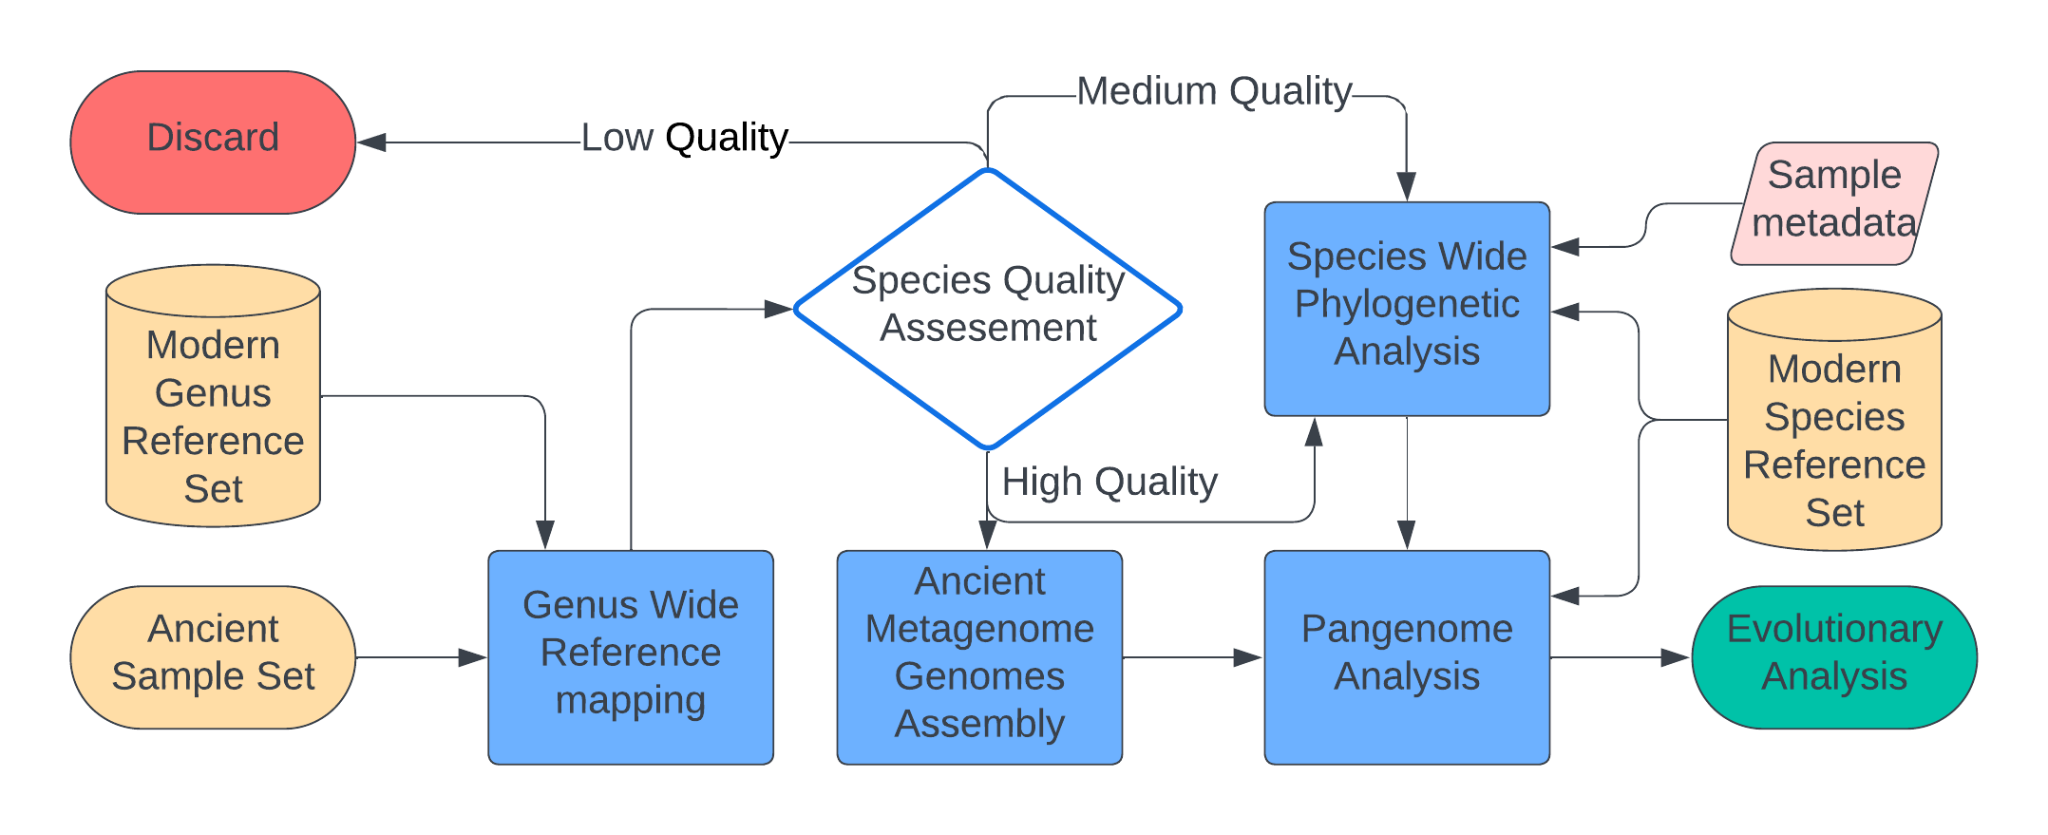 Medium Quality
Low Quality
Discard
Sample
metadata
Species Quality
Assesement
Species Wide
Phylogenetic
Analysis
Modern
Genus
Reference
Set
Modern
Species
Reference
Set
High Quality
Ancient
Sample Set
Genus Wide
Reference
mapping
Ancient
Metagenome
Genomes
Assembly
Pangenome
Analysis
Evolutionary
Analysis